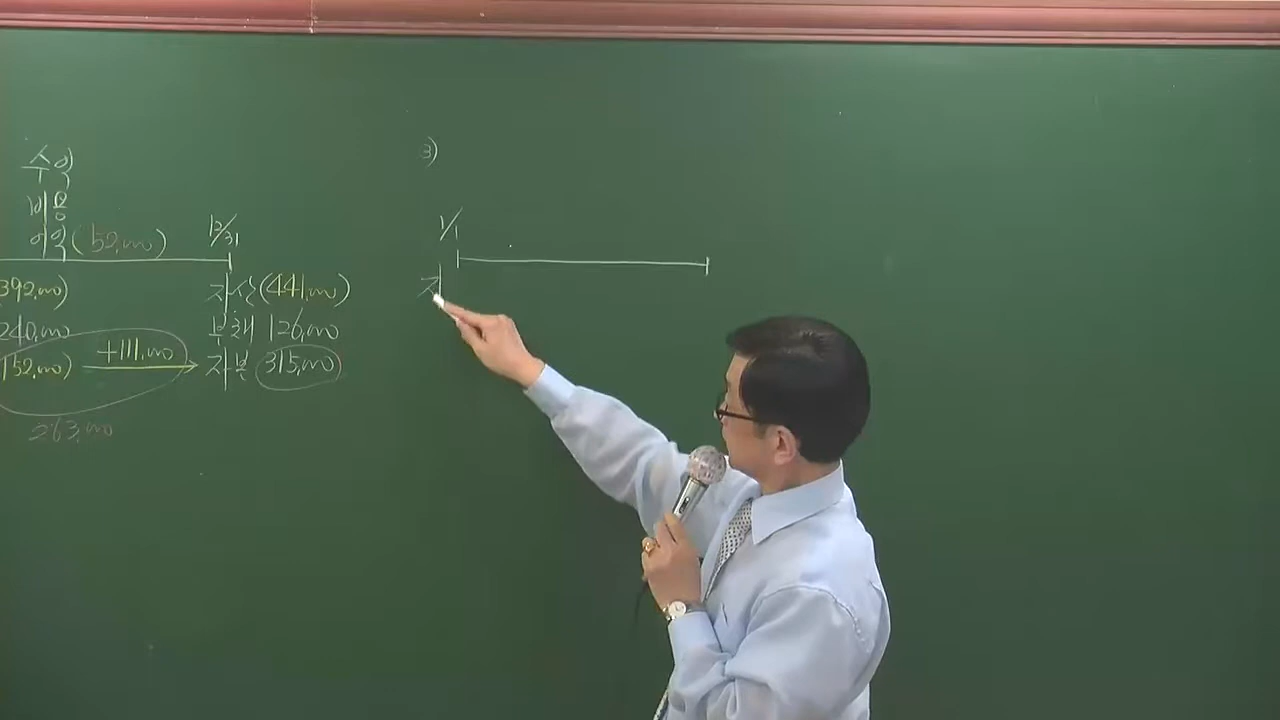 수익
비용
이익(152,000)
12/31
392,000) 자산(441,000)
240,000 부채 126,000
152,000) +111,000 자본 315,000
263,000
3)
1/1
자